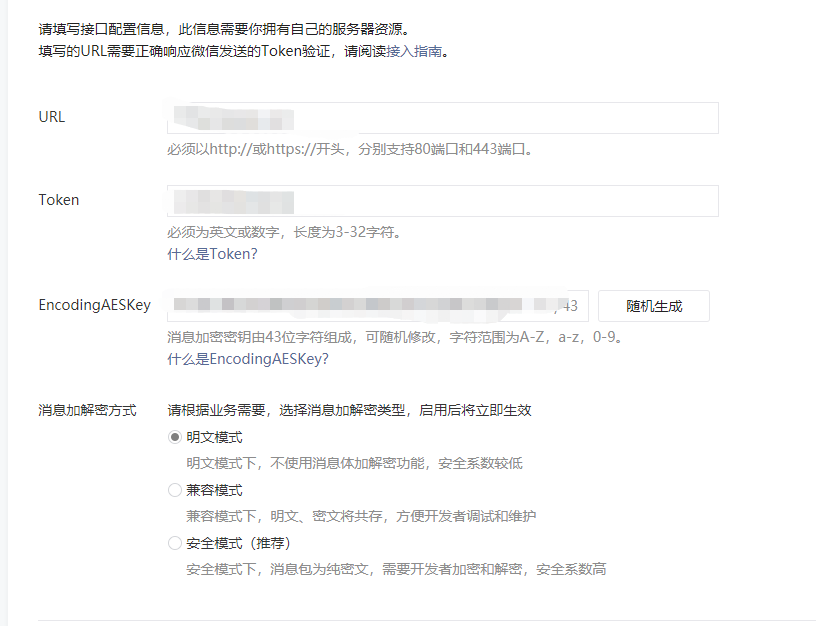 请填写接口配置信息，此信息需要你拥有自己的服务器资源。
填写的URL需要正确响应微信发送的Token验证，请阅读接入指南。
URL
必须以http://或https://开头，分别支持80端口和443端口。
Token
必须为英文或数字，长度为3-32字符。
什么是Token?
EncodingAESKey
/43
随机生成
消息加密密钥由43位字符组成，可随机修改，字符范围为A-Z，a-z，0-9。
什么是EncodingAESKey?
消息加解密方式
请根据业务需要，选择消息加解密类型，启用后将立即生效
明文模式
明文模式下，不使用消息体加解密功能，安全系数较低
兼容模式
兼容模式下，明文、密文将共存，方便开发者调试和维护
安全模式（推荐）
安全模式下，消息包为纯密文，需要开发者加密和解密，安全系数高